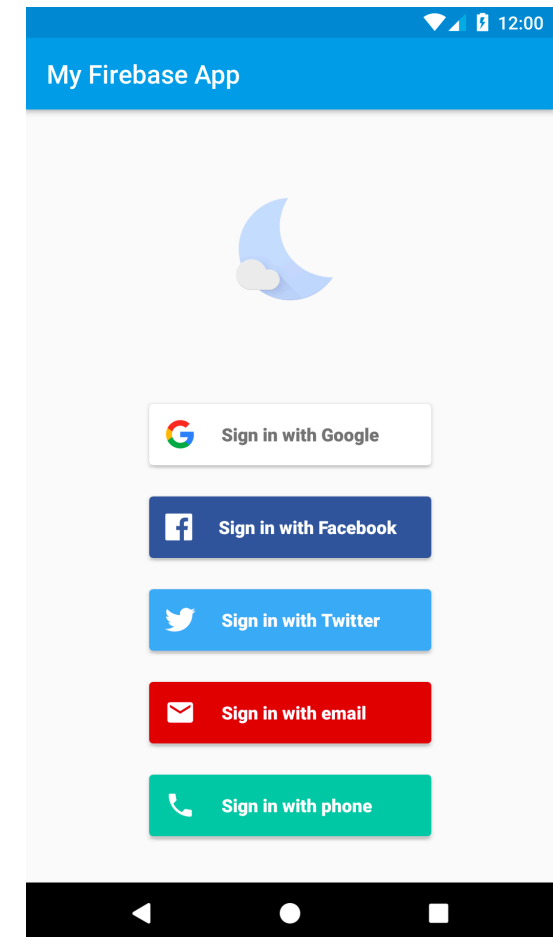 12:00
My Firebase App
Sign in with Google
Sign in with Facebook
Sign in with Twitter
Sign in with email
Sign in with phone